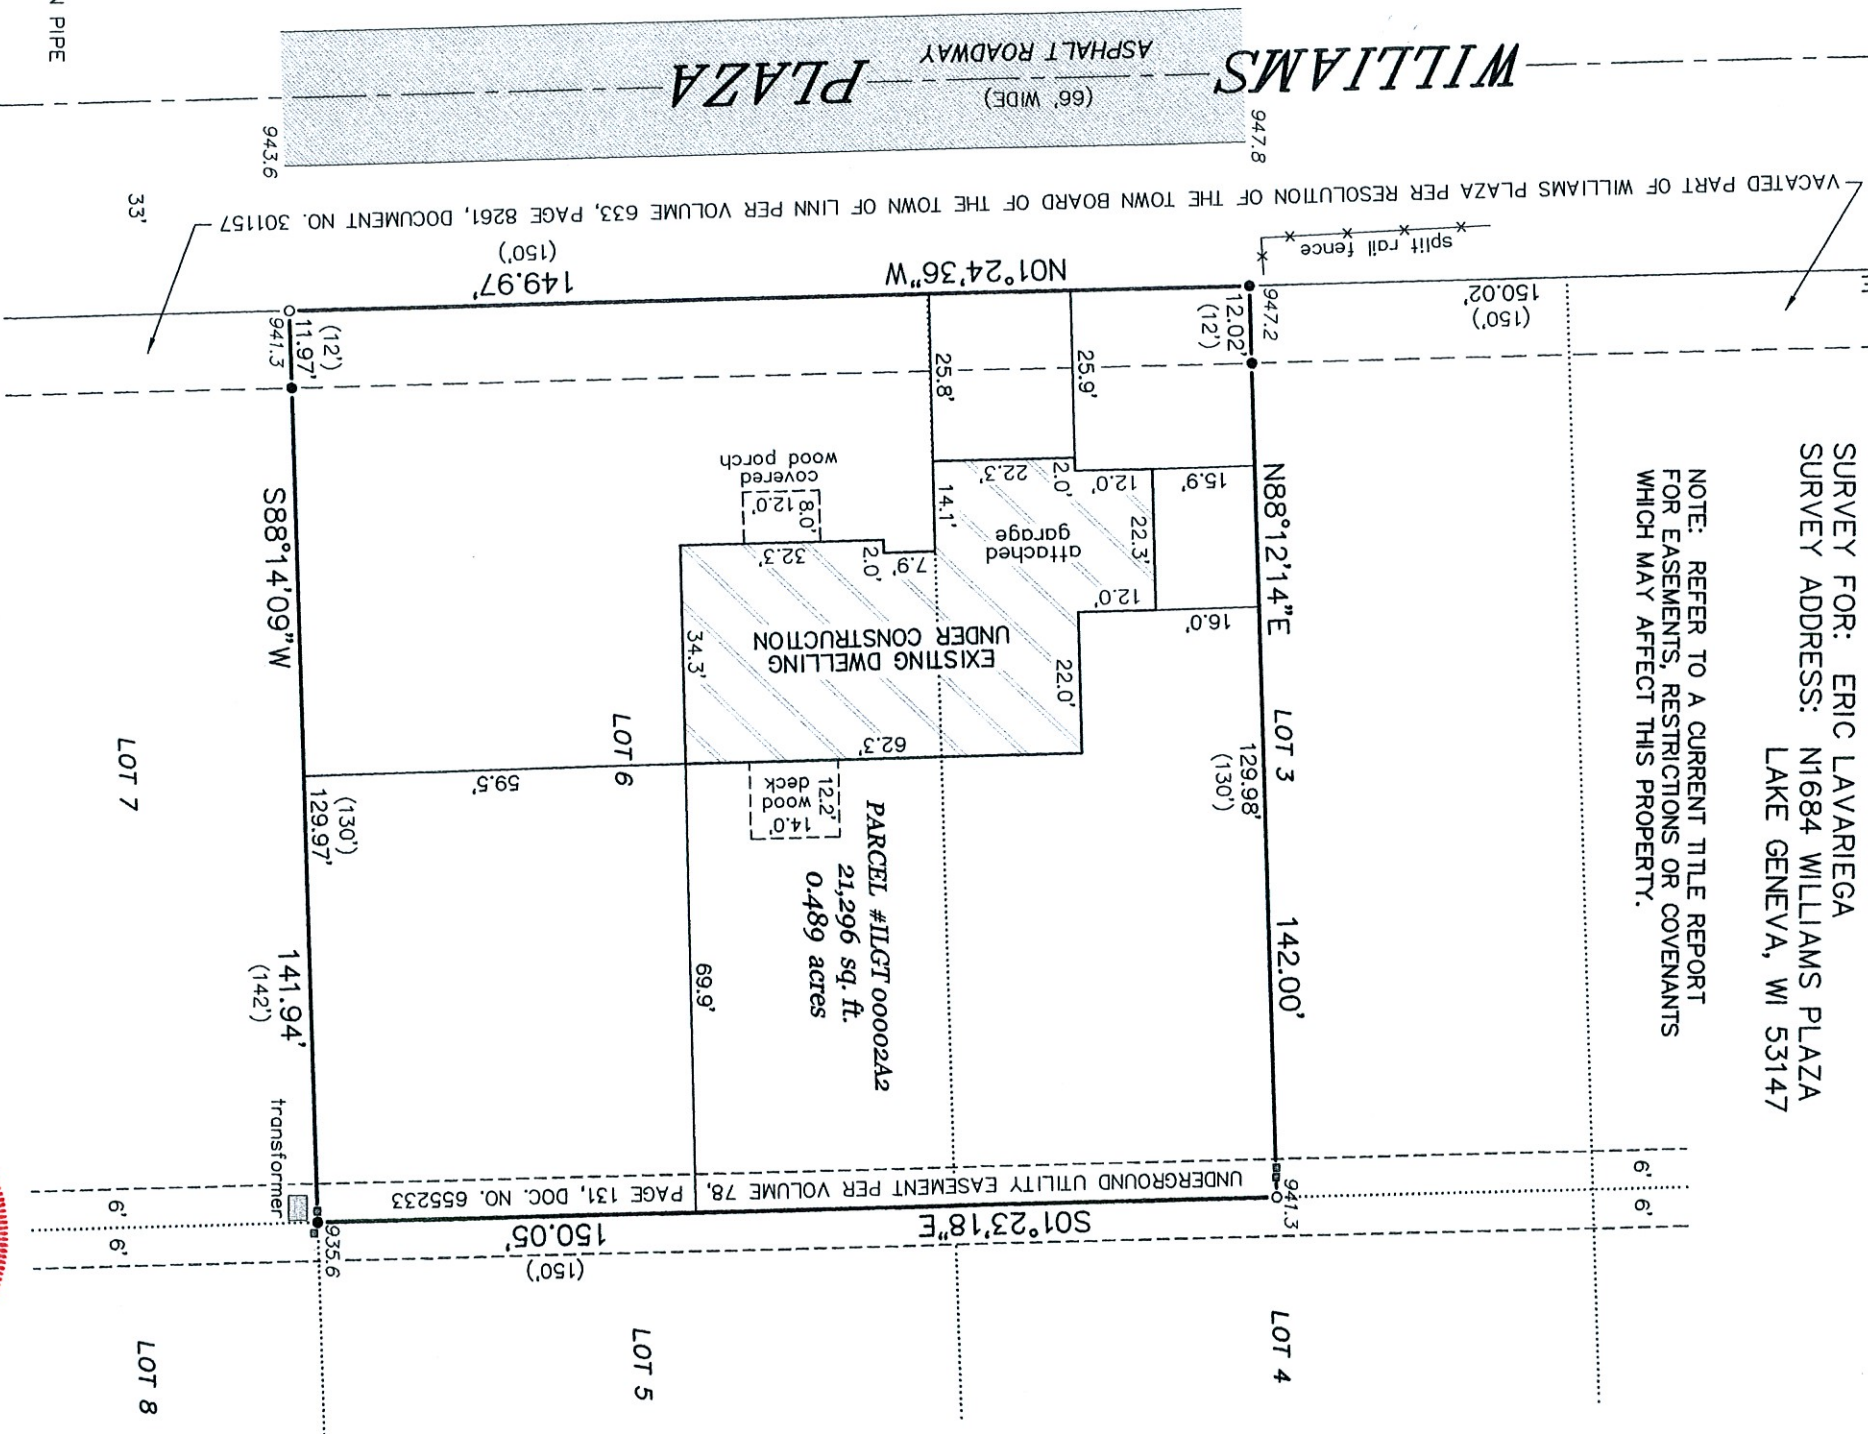 SURVEY FOR: ERIC LAVARIEGA
SURVEY ADDRESS: N1684 WILLIAMS PLAZA
LAKE GENEVA, WI 53147
NOTE: REFER TO A CURRENT TITLE REPORT
FOR EASEMENTS, RESTRICTIONS OR COVENANTS
WHICH MAY AFFECT THIS PROPERTY.
WILLIAMS PLAZA
(66' WIDE)
ASPHALT ROADWAY
947.8
943.6
33'
PIPE
VACATED PART OF WILLIAMS PLAZA PER RESOLUTION OF THE TOWN BOARD OF THE TOWN OF LINN PER VOLUME 633, PAGE 8261, DOCUMENT NO. 301157
split rail fence
150.02'
(150')
N01°24'36"W
149.97'
(150')
947.2
12.02'
(12')
941.3
11.97'
(12')
25.8'
25.9'
15.9'
N88°12'14"E
142.00'
LOT 3
129.98'
(130')
16.0'
22.3'
2.0'
12.0'
22.3'
12.0'
22.0'
attached
garage
14.1'
7.9'
2.0'
32.3'
covered
wood porch
8.0'
12.0'
34.3'
EXISTING DWELLING
UNDER CONSTRUCTION
62.3'
12.2'
14.0'
wood
deck
LOT 6
59.5'
69.9'
PARCEL #ILGT 00002A2
21,296 sq. ft.
0.489 acres
S88°14'09"W
141.94'
(142')
129.97'
(130')
LOT 7
transformer
UNDERGROUND UTILITY EASEMENT PER VOLUME 78, PAGE 131, DOC. NO. 655233
S01°23'18"E
150.05'
(150')
941.3
935.6
6'
6'
6'
6'
LOT 4
LOT 5
LOT 8